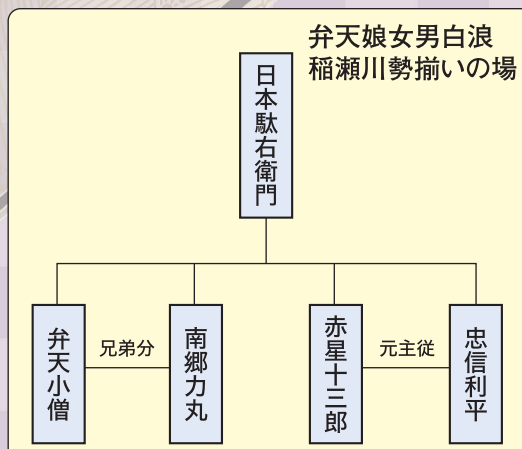 弁天娘女男白浪
稲瀬川勢揃いの場
日本駄右衛門
弁天小僧
兄弟分
南郷力丸
赤星十三郎
元主従
忠信利平